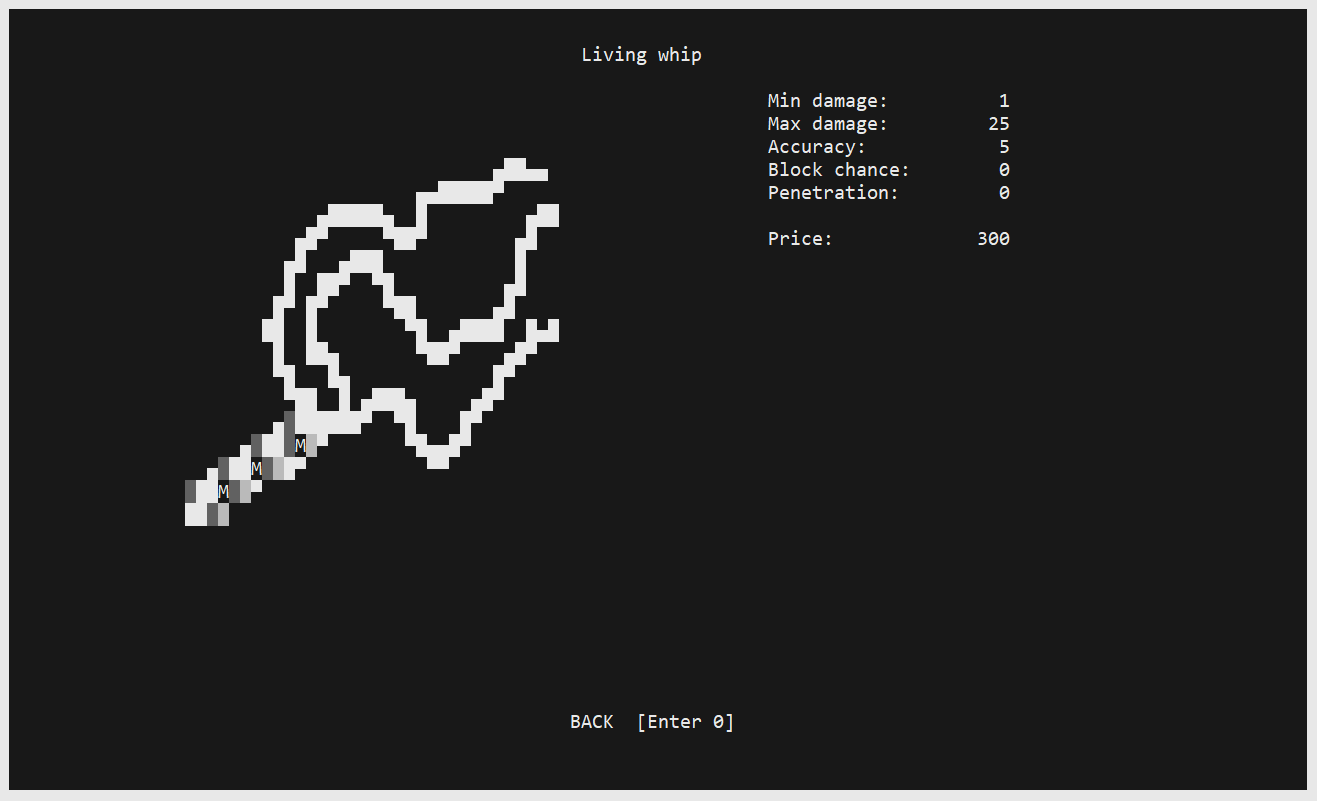 Living whip
Min damage: 1
Max damage: 25
Accuracy: 5
Block chance: 0
Penetration: 0
Price: 300
M
M
M
BACK [Enter 0]